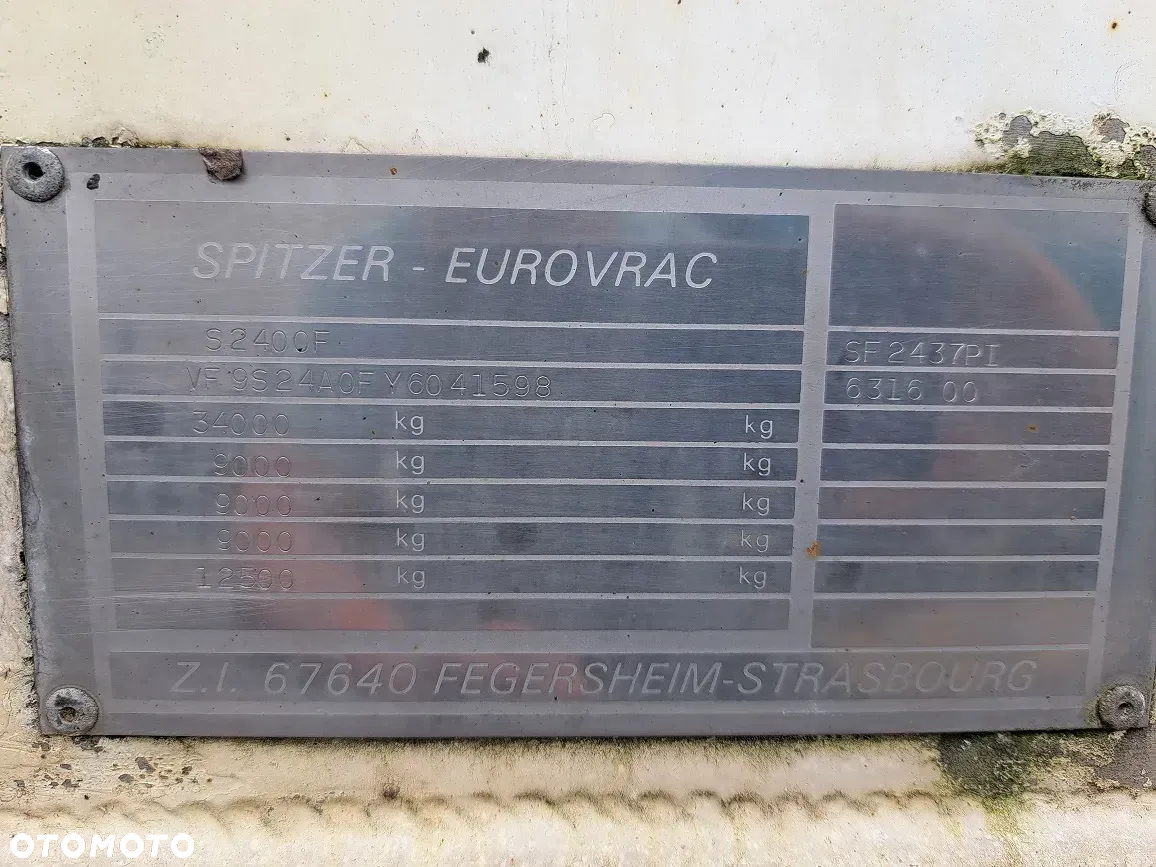 SPITZER - EUROVRAC
S2400F SF2437PI
VF9S24A0FY6041598 6316 00
34000 kg kg
9000 kg kg
9000 kg kg
9000 kg kg
12500 kg kg
Z.I. 67640 FEGERSHEIM-STRASBOURG
OTOMOTO